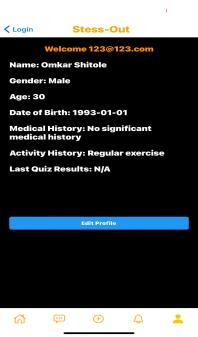 Login
Stess-Out
Welcome 123@123.com
Name: Omkar Shitole
Gender: Male
Age: 30
Date of Birth: 1993-01-01
Medical History: No significant
medical history
Activity History: Regular exercise
Last Quiz Results: N/A
Edit Profile